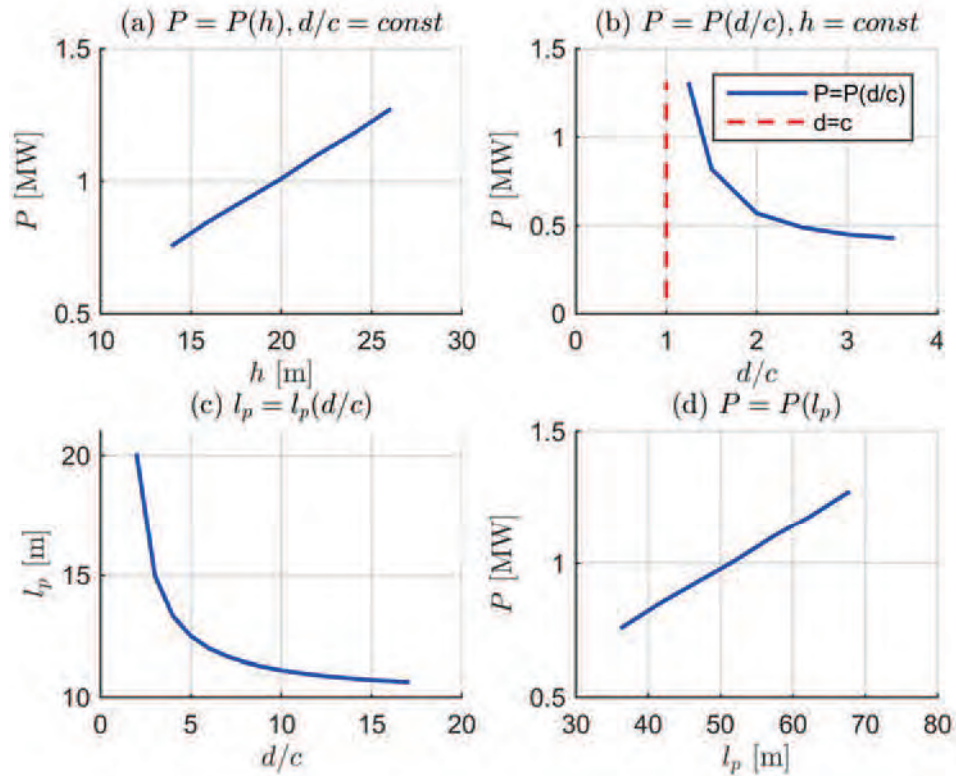 (a) P = P(h), d/c = const
1.5
1
0.5
P [MW]
10 20 30
h [m]
(b) P = P(d/c), h = const
1.5
1
0.5
0
P [MW]
P=P(d/c)
d=c
0 1 2 3 4
d/c
(c) l_p = l_p(d/c)
20
15
10
l_p [m]
0 5 10 15 20
d/c
(d) P = P(l_p)
1.5
1
0.5
P [MW]
30 40 50 60 70 80
l_p [m]